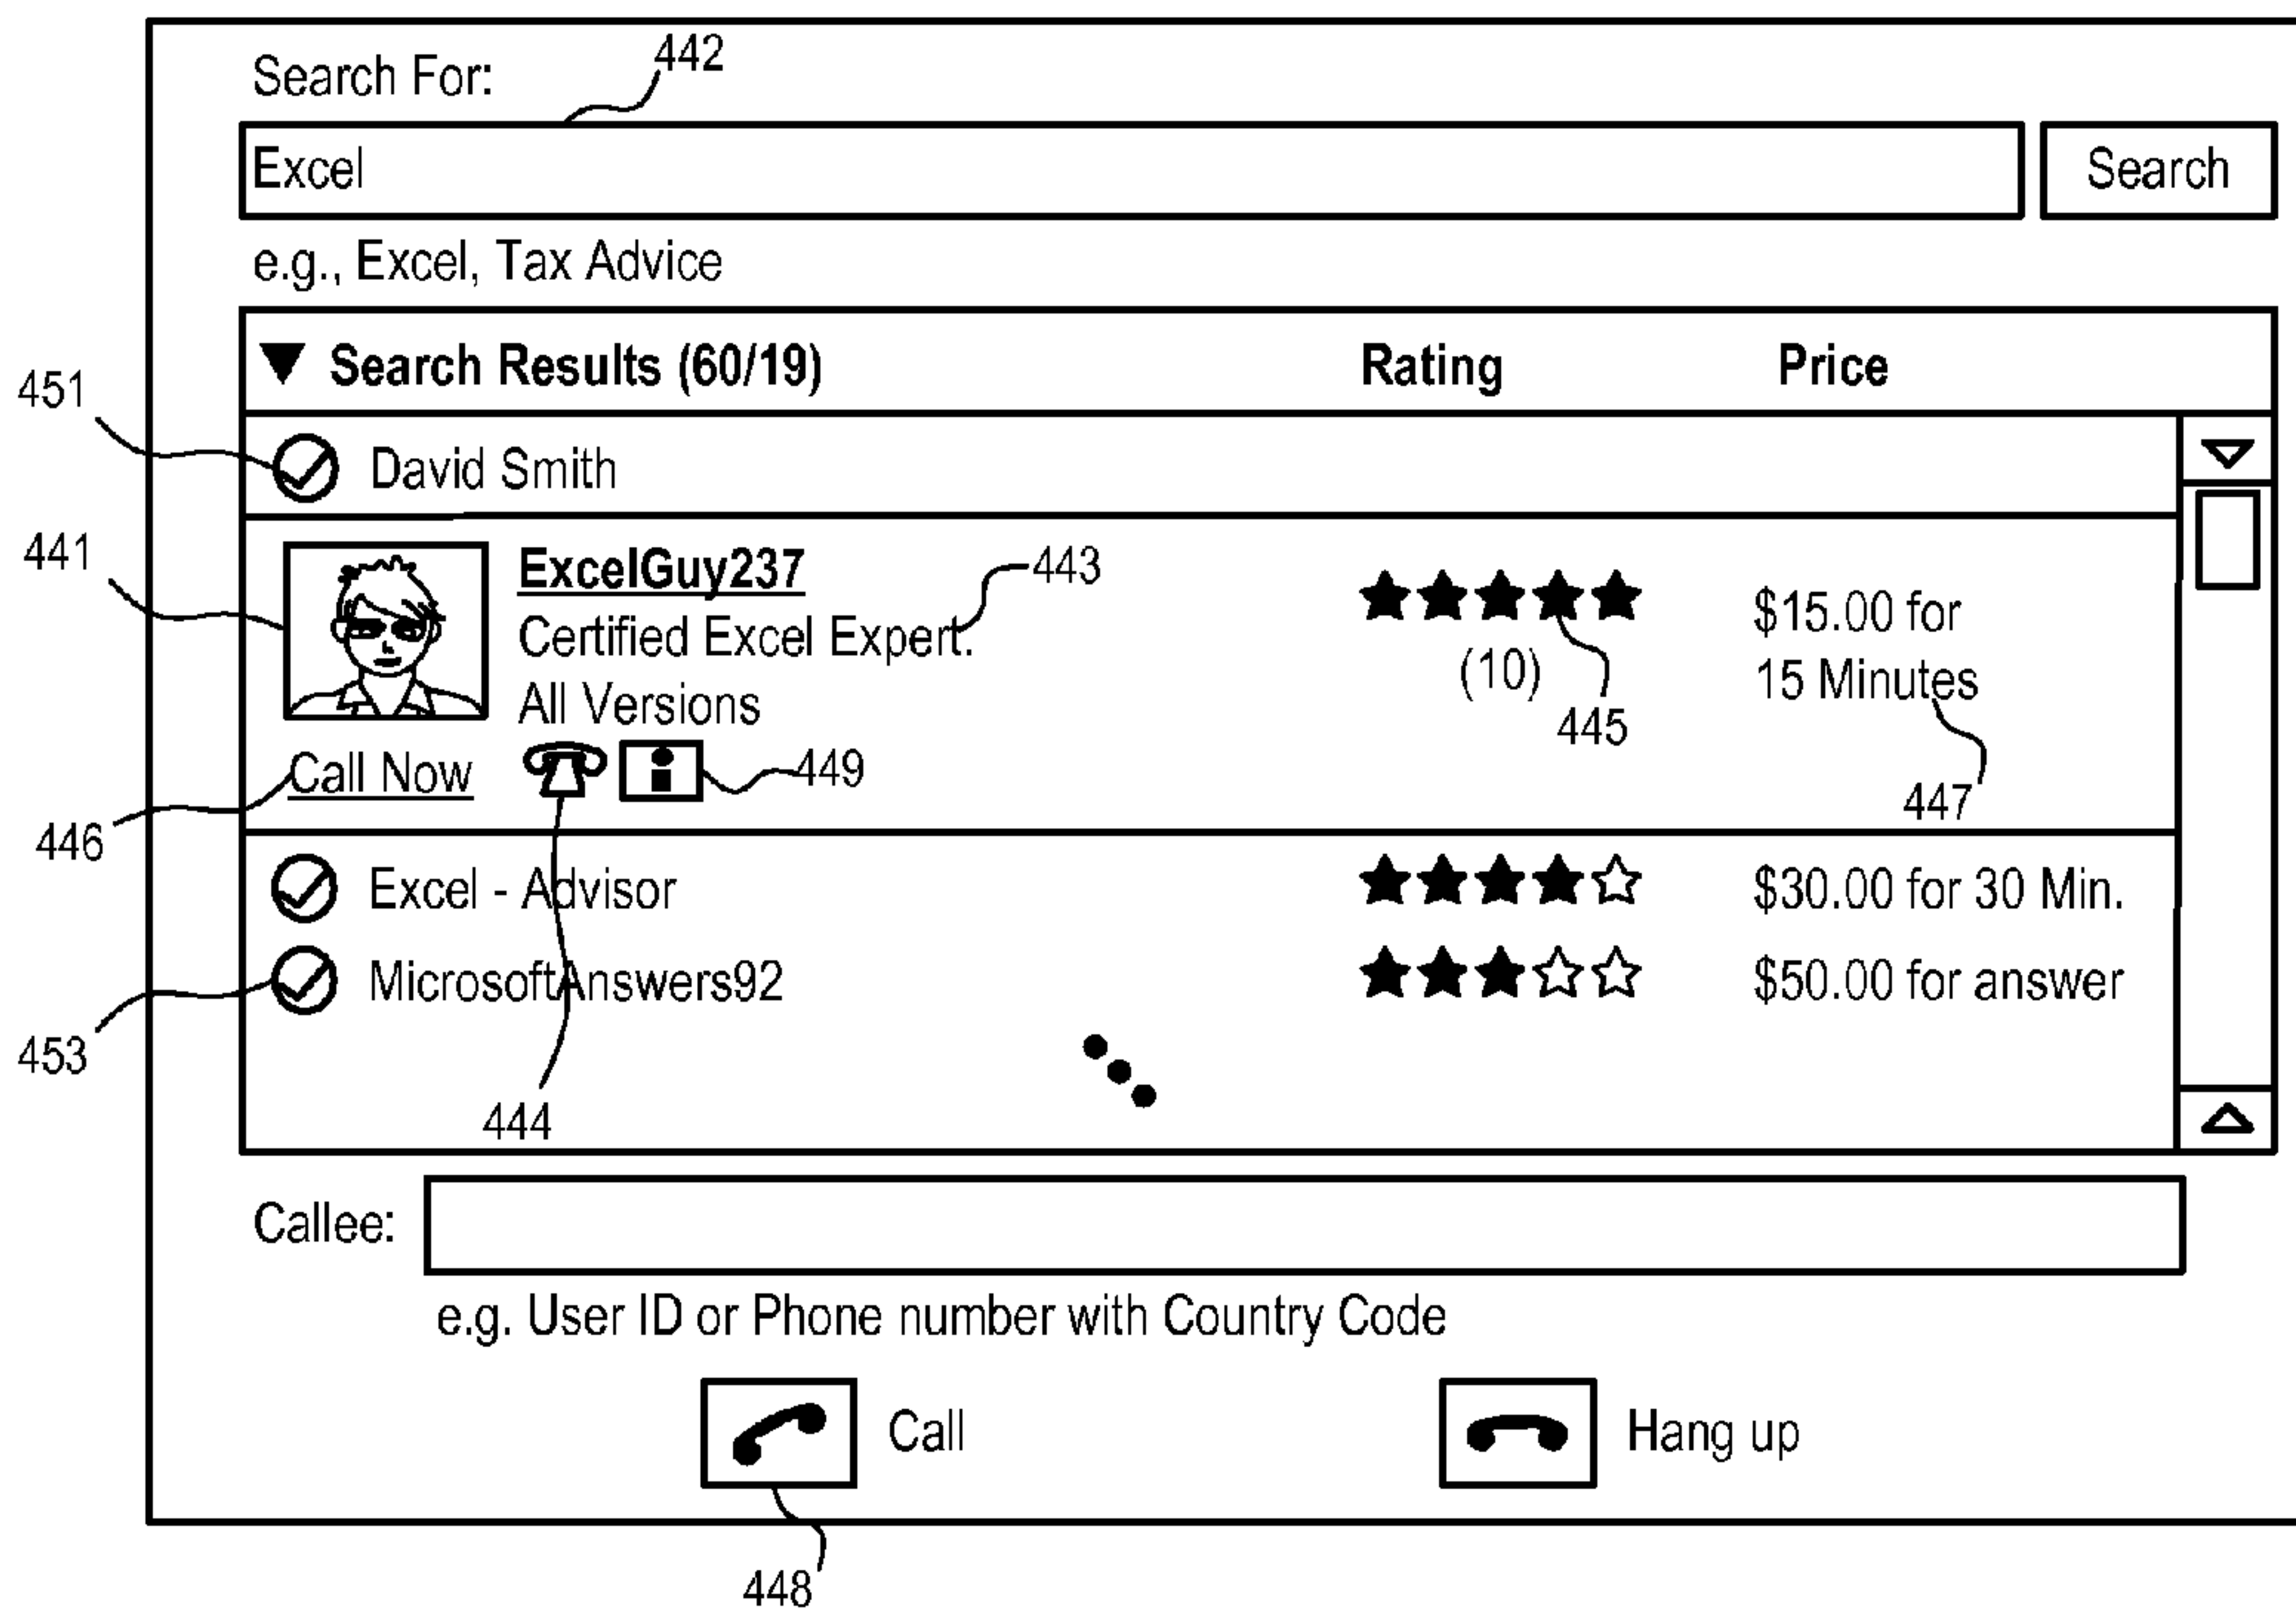 442
Search For:
Excel
Search
e.g., Excel, Tax Advice
Search Results (60/19) Rating Price
451
David Smith
441
ExcelGuy237
443
Certified Excel Expert.
All Versions
(10)
445
$15.00 for
15 Minutes
447
Call Now
449
446
Excel - Advisor $30.00 for 30 Min.
MicrosoftAnswers92 $50.00 for answer
453
444
Callee:
e.g. User ID or Phone number with Country Code
Call
Hang up
448